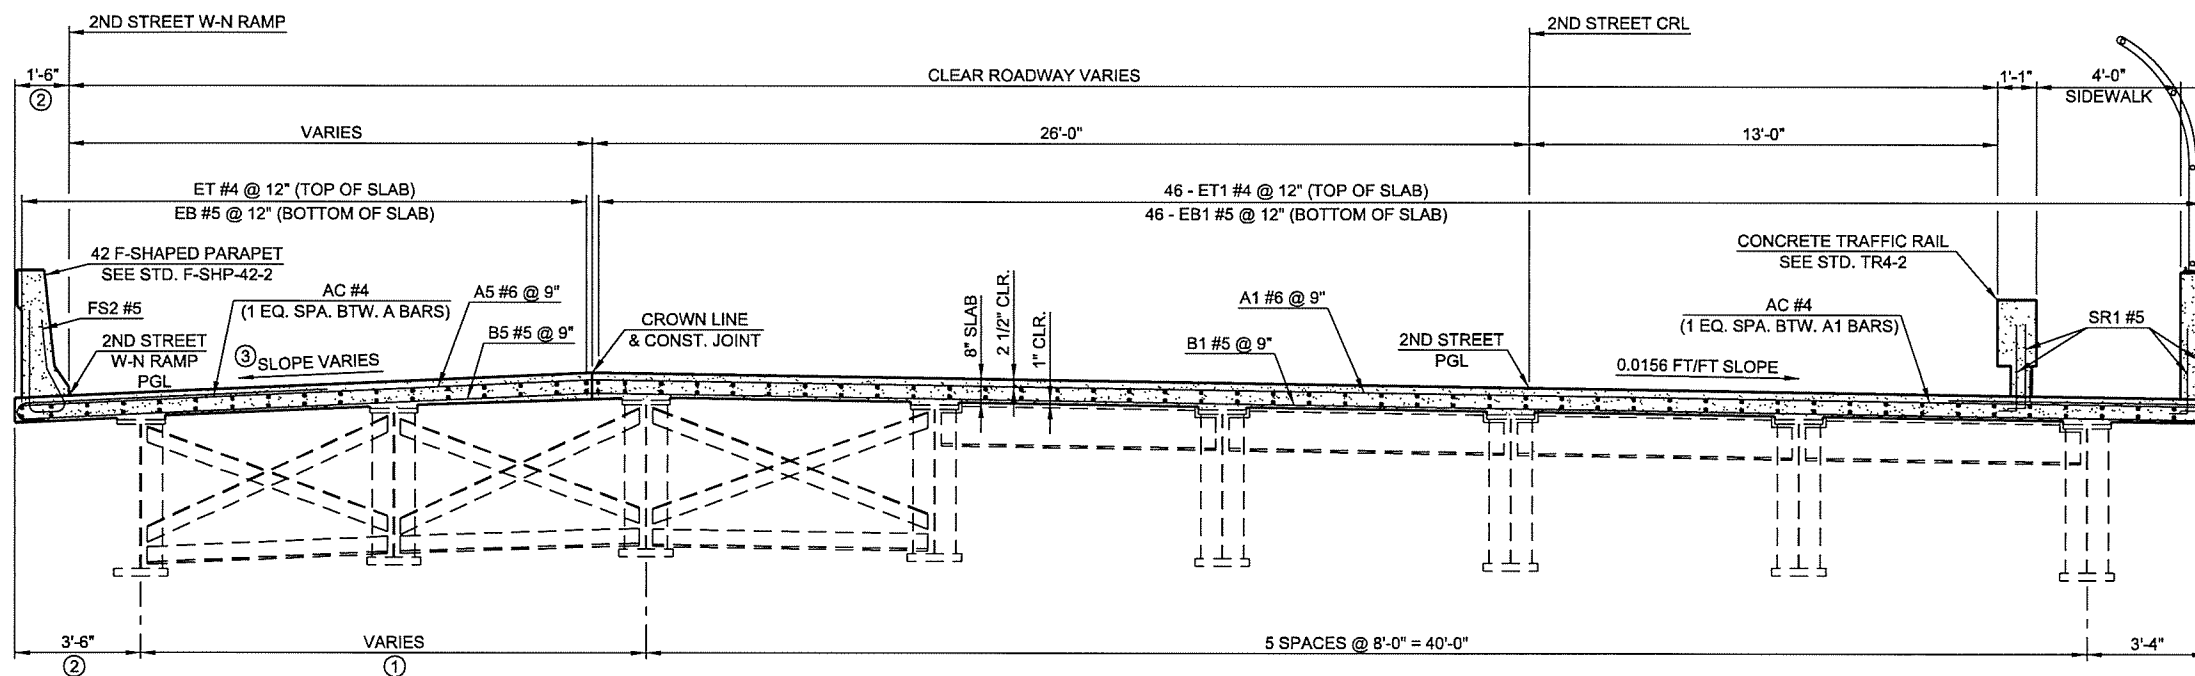 2ND STREET W-N RAMP
2ND STREET CRL
1'-6"
②
CLEAR ROADWAY VARIES
1'-1"
4'-0"
SIDEWALK
VARIES
26'-0"
13'-0"
ET #4 @ 12" (TOP OF SLAB)
EB #5 @ 12" (BOTTOM OF SLAB)
46 - ET1 #4 @ 12" (TOP OF SLAB)
46 - EB1 #5 @ 12" (BOTTOM OF SLAB)
42 F-SHAPED PARAPET
SEE STD. F-SHP-42-2
FS2 #5
AC #4
(1 EQ. SPA. BTW. A BARS)
A5 #6 @ 9"
B5 #5 @ 9"
2ND STREET
W-N RAMP
PGL
③ SLOPE VARIES
CROWN LINE
& CONST. JOINT
8" SLAB
2 1/2" CLR.
1" CLR.
A1 #6 @ 9"
B1 #5 @ 9"
2ND STREET
PGL
CONCRETE TRAFFIC RAIL
SEE STD. TR4-2
AC #4
(1 EQ. SPA. BTW. A1 BARS)
SR1 #5
0.0156 FT/FT SLOPE
3'-6"
②
VARIES
①
5 SPACES @ 8'-0" = 40'-0"
3'-4"